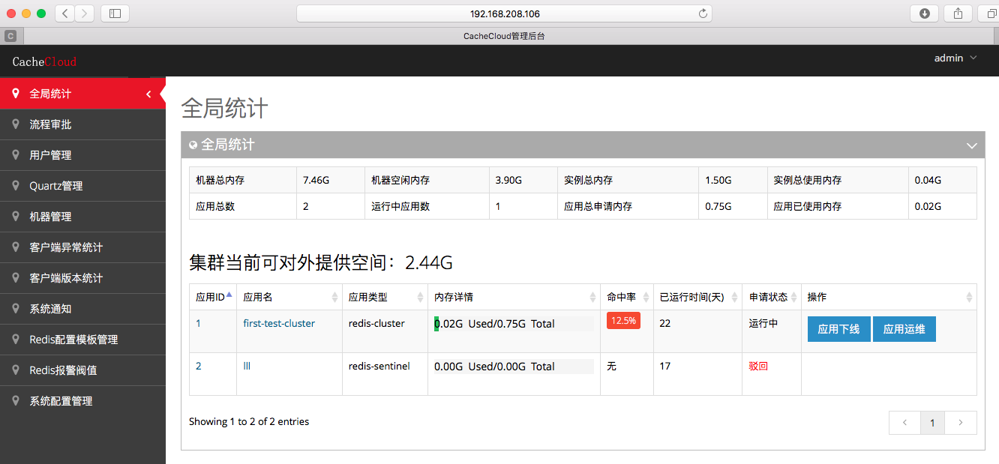 192.168.208.106
C
CacheCloud管理后台
CacheCloud
admin
全局统计
流程审批
用户管理
Quartz管理
机器管理
客户端异常统计
客户端版本统计
系统通知
Redis配置模板管理
Redis报警阀值
系统配置管理
全局统计
全局统计
机器总内存 7.46G 机器空闲内存 3.90G 实例总内存 1.50G 实例总使用内存 0.04G
应用总数 2 运行中应用数 1 应用总申请内存 0.75G 应用已使用内存 0.02G
集群当前可对外提供空间：2.44G
应用ID 应用名 应用类型 内存详情 命中率 已运行时间(天) 申请状态 操作
1 first-test-cluster redis-cluster 0.02G Used/0.75G Total 12.5% 22 运行中 应用下线 应用运维
2 lll redis-sentinel 0.00G Used/0.00G Total 无 17 驳回
Showing 1 to 2 of 2 entries
1